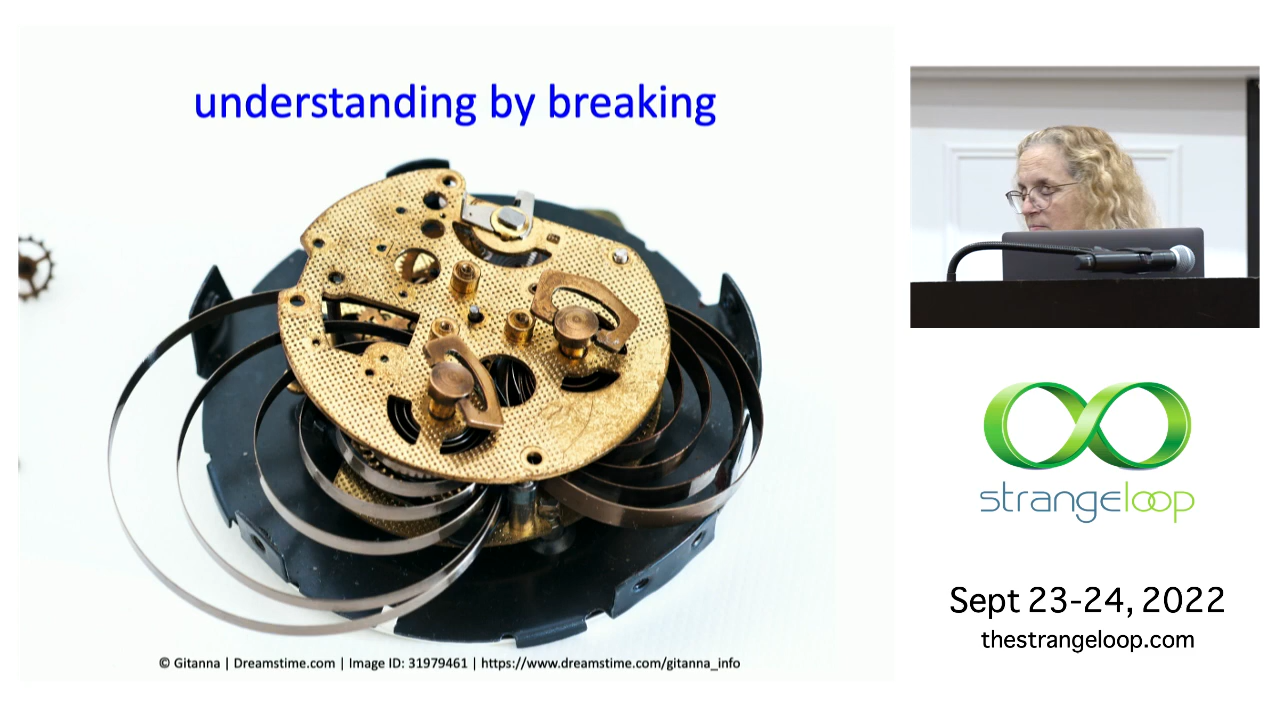 understanding by breaking
© Gitanna | Dreamstime.com | Image ID: 31979461 | https://www.dreamstime.com/gitanna_info
strangeloop
Sept 23-24, 2022
thestrangeloop.com